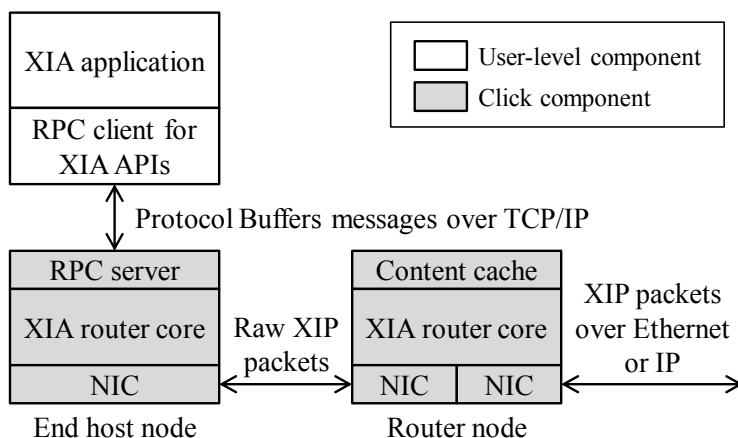 XIA application
RPC client for
XIA APIs
User-level component
Click component
Protocol Buffers messages over TCP/IP
RPC server
XIA router core
NIC
End host node
Raw XIP
packets
Content cache
XIA router core
NIC
NIC
Router node
XIP packets
over Ethernet
or IP